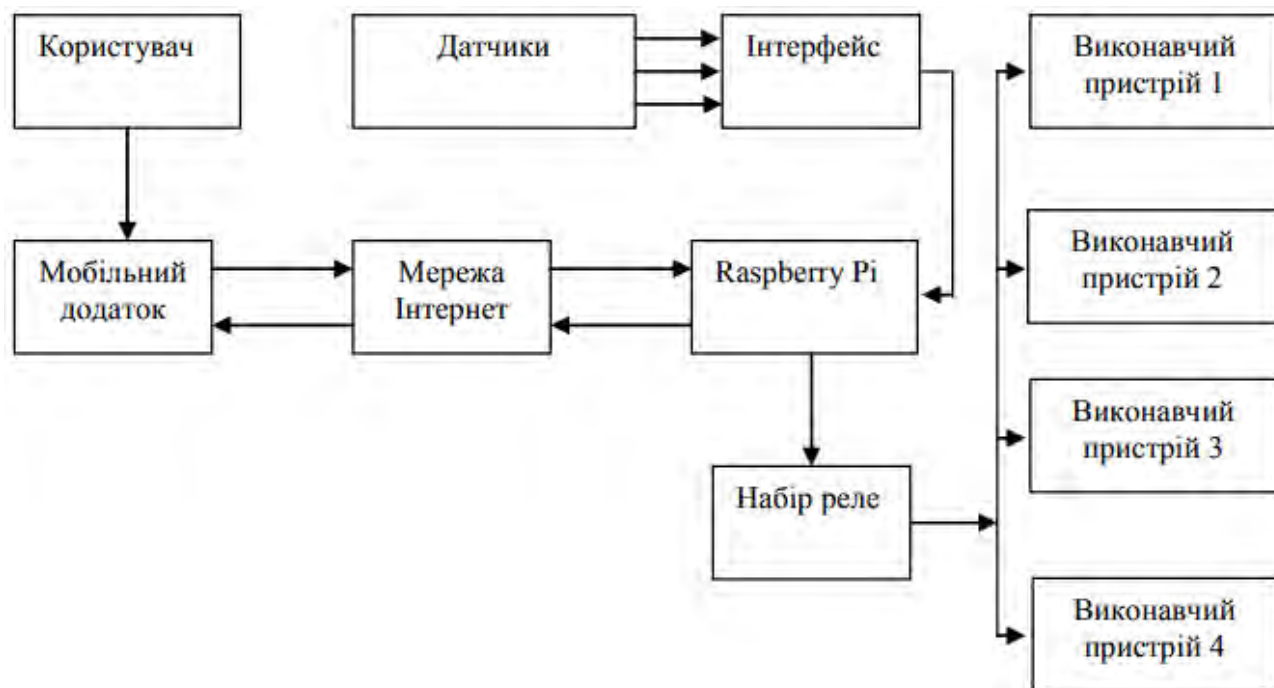 Користувач
Датчики
Інтерфейс
Виконавчий
пристрій 1
Мобільний
додаток
Мережа
Інтернет
Raspberry Pi
Виконавчий
пристрій 2
Виконавчий
пристрій 3
Набір реле
Виконавчий
пристрій 4